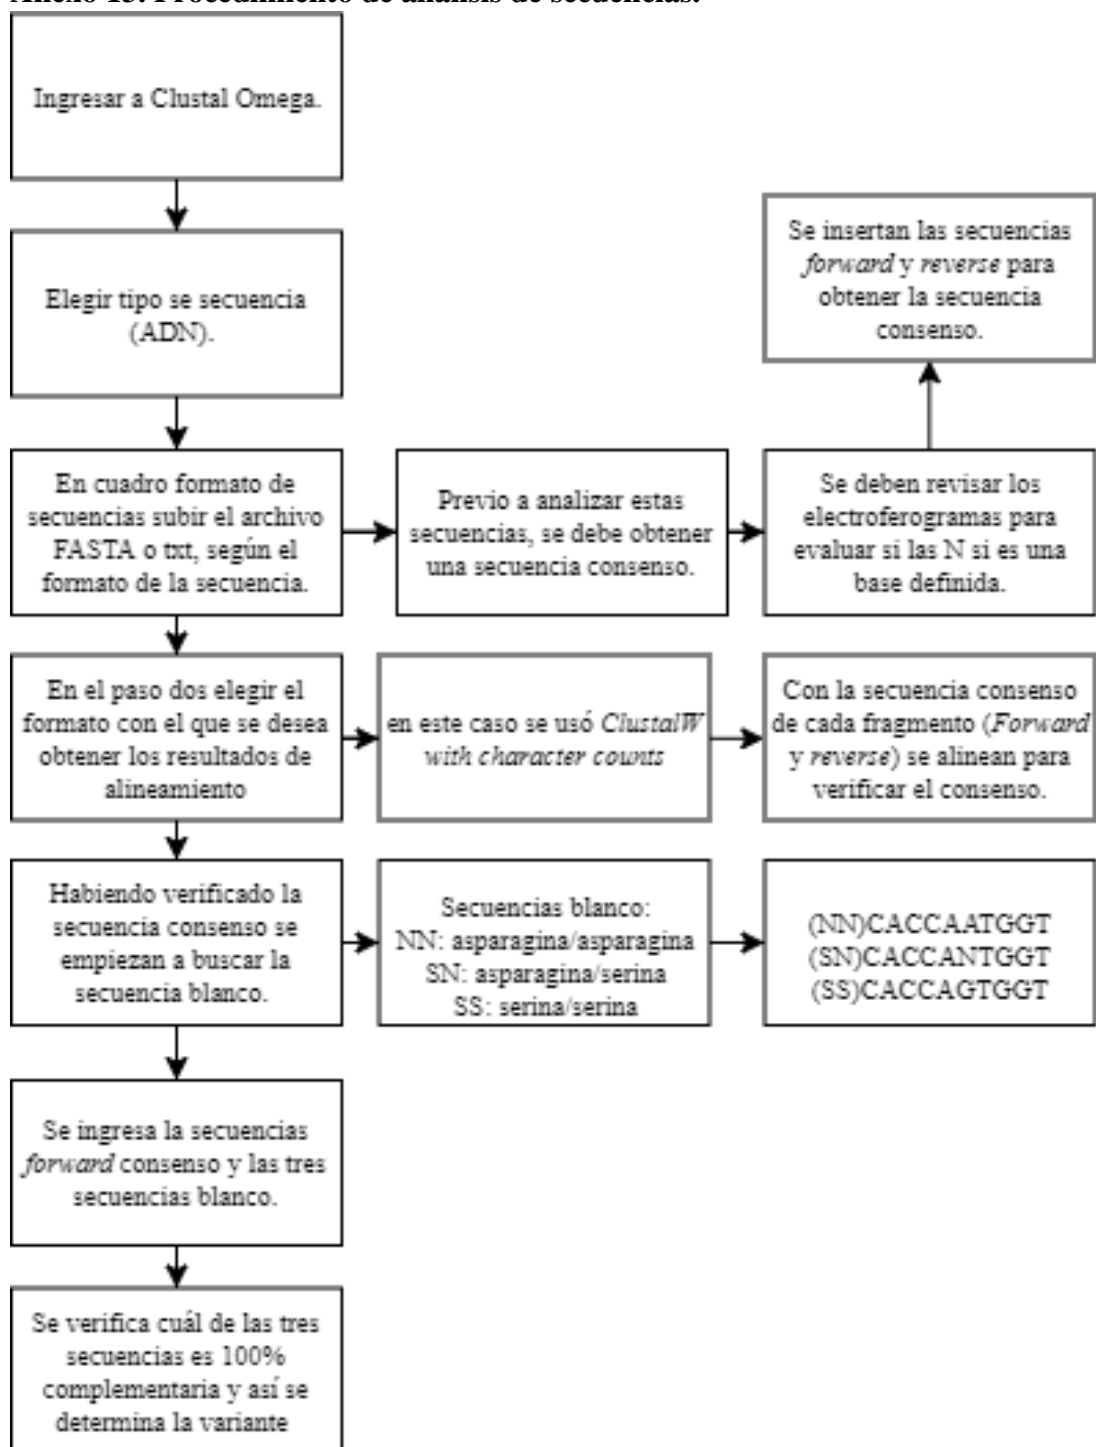 Anexo 13. Procedimiento de análisis de secuencias.
Ingresar a Clustal Omega.
Elegir tipo se secuencia
(ADN).
Se insertan las secuencias
forward y reverse para
obtener la secuencia
consenso.
En cuadro formato de
secuencias subir el archivo
FASTA o txt, según el
formato de la secuencia.
Previo a analizar estas
secuencias, se debe obtener
una secuencia consenso.
Se deben revisar los
electroferogramas para
evaluar si las N si es una
base definida.
En el paso dos elegir el
formato con el que se desea
obtener los resultados de
alineamiento
en este caso se usó ClustalW
with character counts
Con la secuencia consenso
de cada fragmento (Forward
y reverse) se alinean para
verificar el consenso.
Habiendo verificado la
secuencia consenso se
empiezan a buscar la
secuencia blanco.
Secuencias blanco:
NN: asparagina/asparagina
SN: asparagina/serina
SS: serina/serina
(NN)CACCAATGGT
(SN)CACCANTGGT
(SS)CACCAGTGGT
Se ingresa la secuencias
forward consenso y las tres
secuencias blanco.
Se verifica cuál de las tres
secuencias es 100%
complementaria y así se
determina la variante